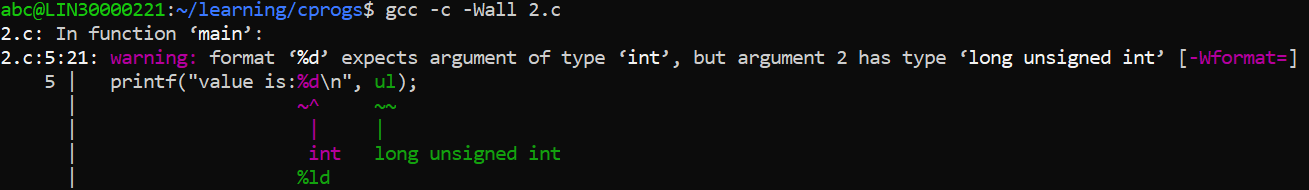 abc@LIN30000221:~/learning/cprogs$ gcc -c -Wall 2.c
2.c: In function ‘main’:
2.c:5:21: warning: format ‘%d’ expects argument of type ‘int’, but argument 2 has type ‘long unsigned int’ [-Wformat=]
    5 |   printf("value is:%d\n", ul);
      |                    ~^     ~~
      |                     |     |
      |                     int   long unsigned int
      |                    %ld